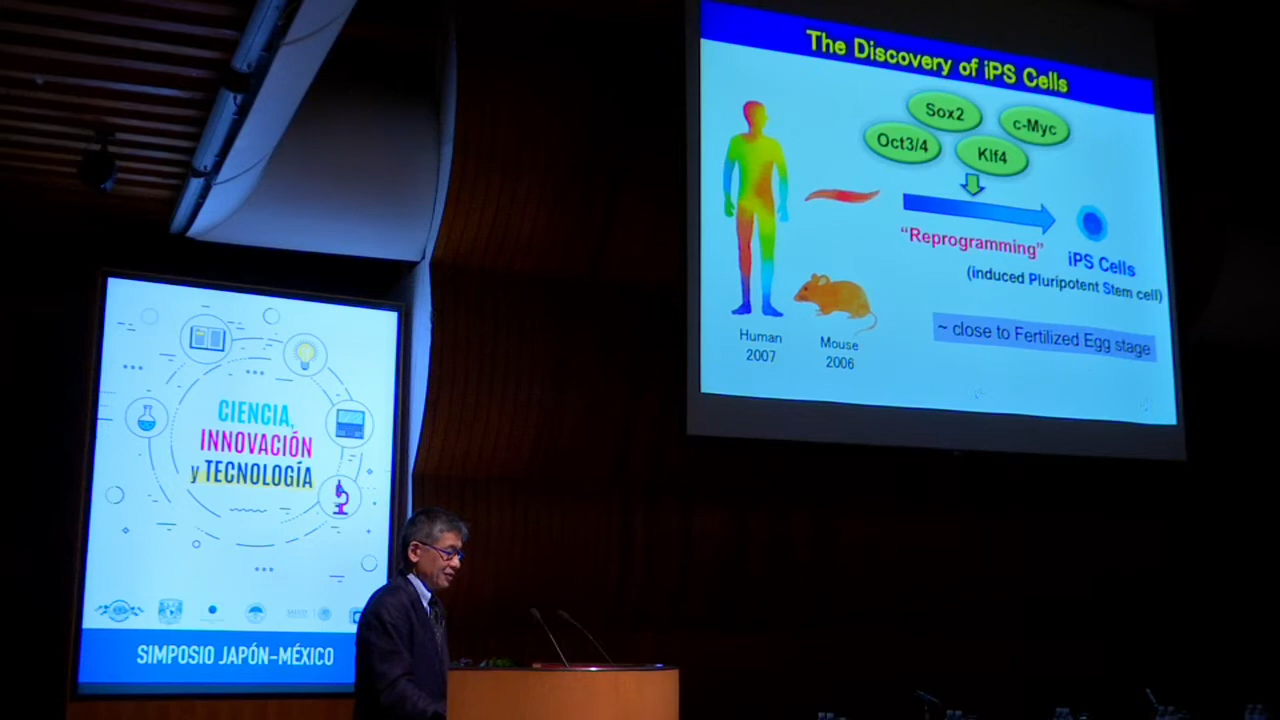 The Discovery of iPS Cells
Sox2
c-Myc
Oct3/4
Klf4
"Reprogramming"
iPS Cells
(induced Pluripotent Stem cell)
~ close to Fertilized Egg stage
Human
2007
Mouse
2006
CIENCIA,
INNOVACIÓN
y TECNOLOGÍA
SALUD
SIMPOSIO JAPÓN-MÉXICO